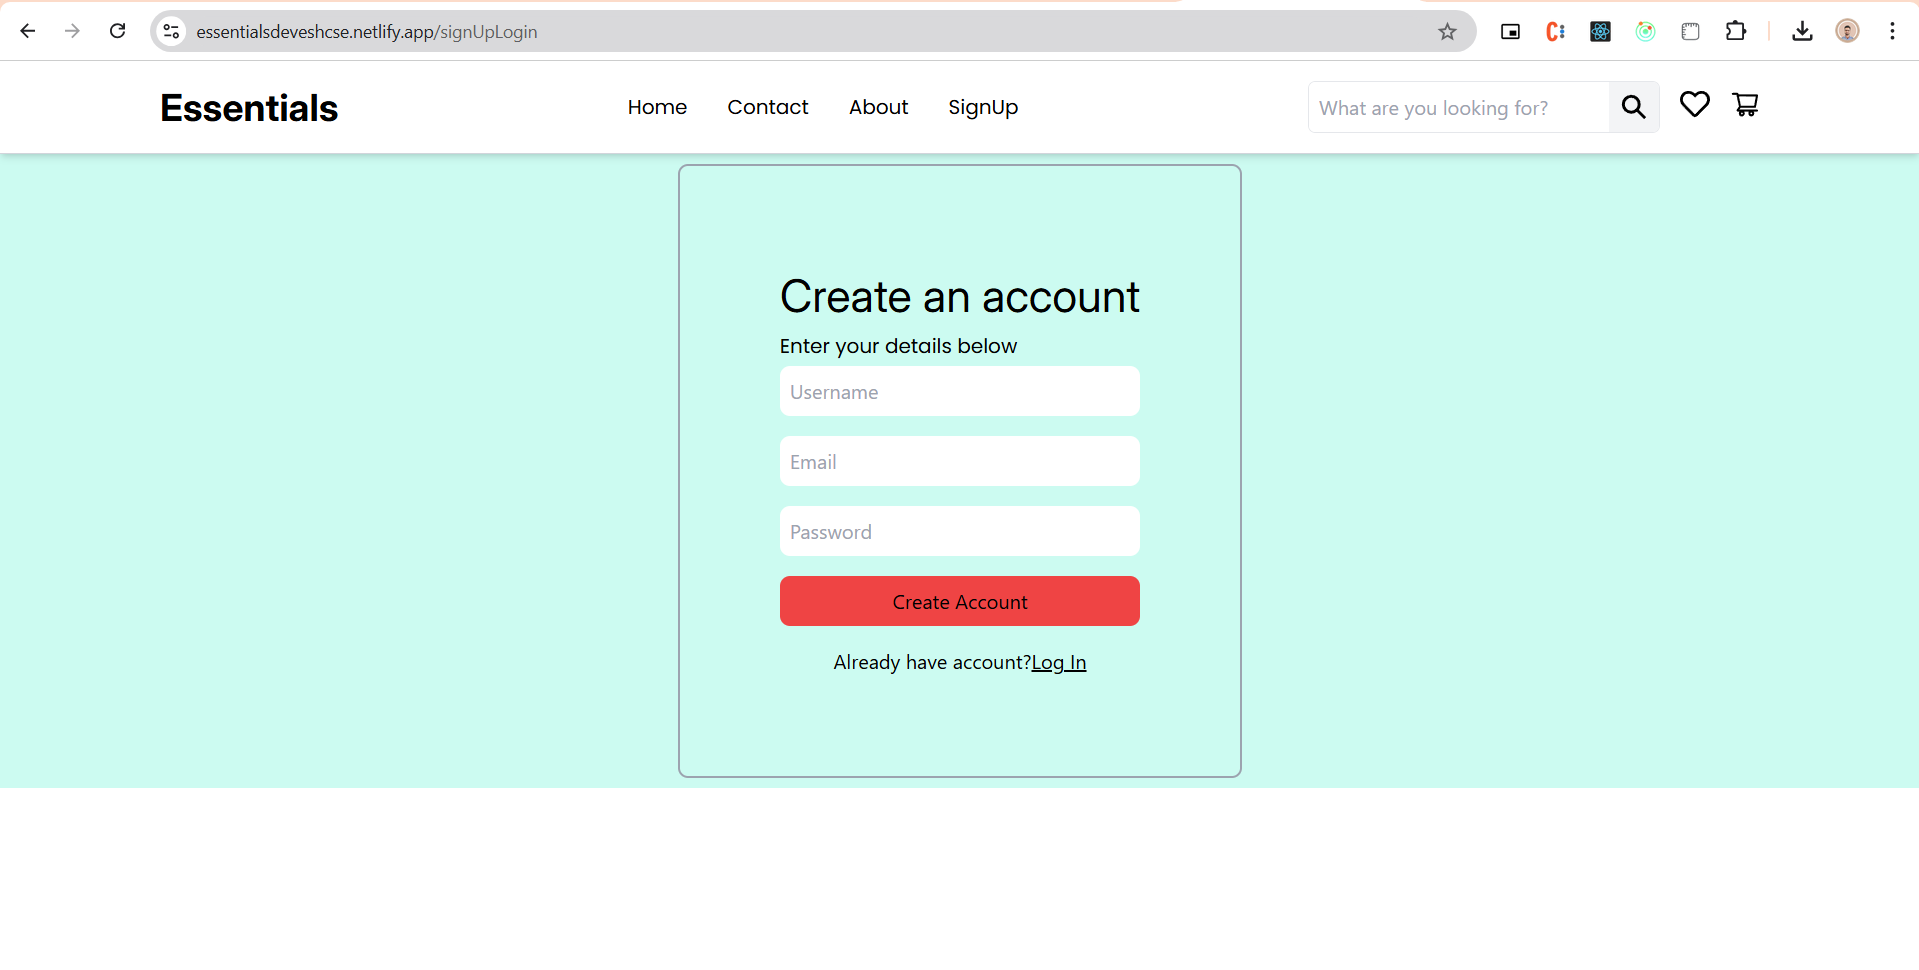 essentialsdeveshcse.netlify.app/signUpLogin
Essentials
Home Contact About SignUp
What are you looking for?
Create an account
Enter your details below
Username
Email
Password
Create Account
Already have account?Log In